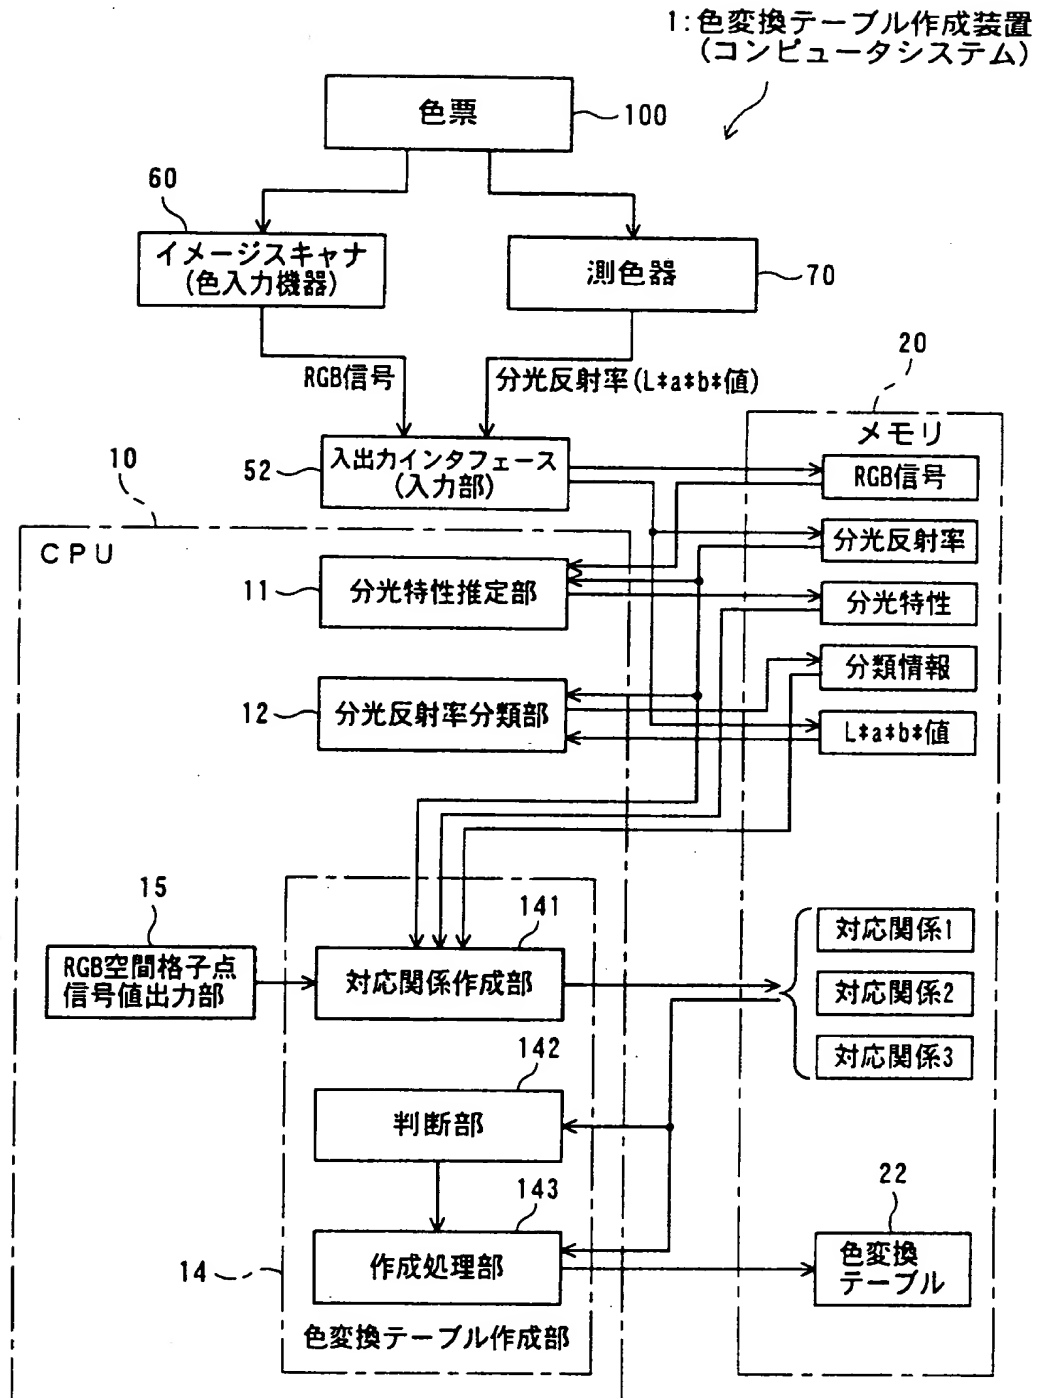 1:色変換テーブル作成装置
(コンピュータシステム)
色票
100
60
イメージスキャナ
(色入力機器)
測色器
70
RGB信号
分光反射率(L*a*b*値)
20
メモリ
10
52
入出力インタフェース
(入力部)
RGB信号
CPU
分光反射率
11
分光特性推定部
分光特性
分類情報
12
分光反射率分類部
L*a*b*値
15
141
RGB空間格子点
信号値出力部
対応関係作成部
対応関係1
対応関係2
対応関係3
142
判断部
143
22
14
作成処理部
色変換
テーブル
色変換テーブル作成部